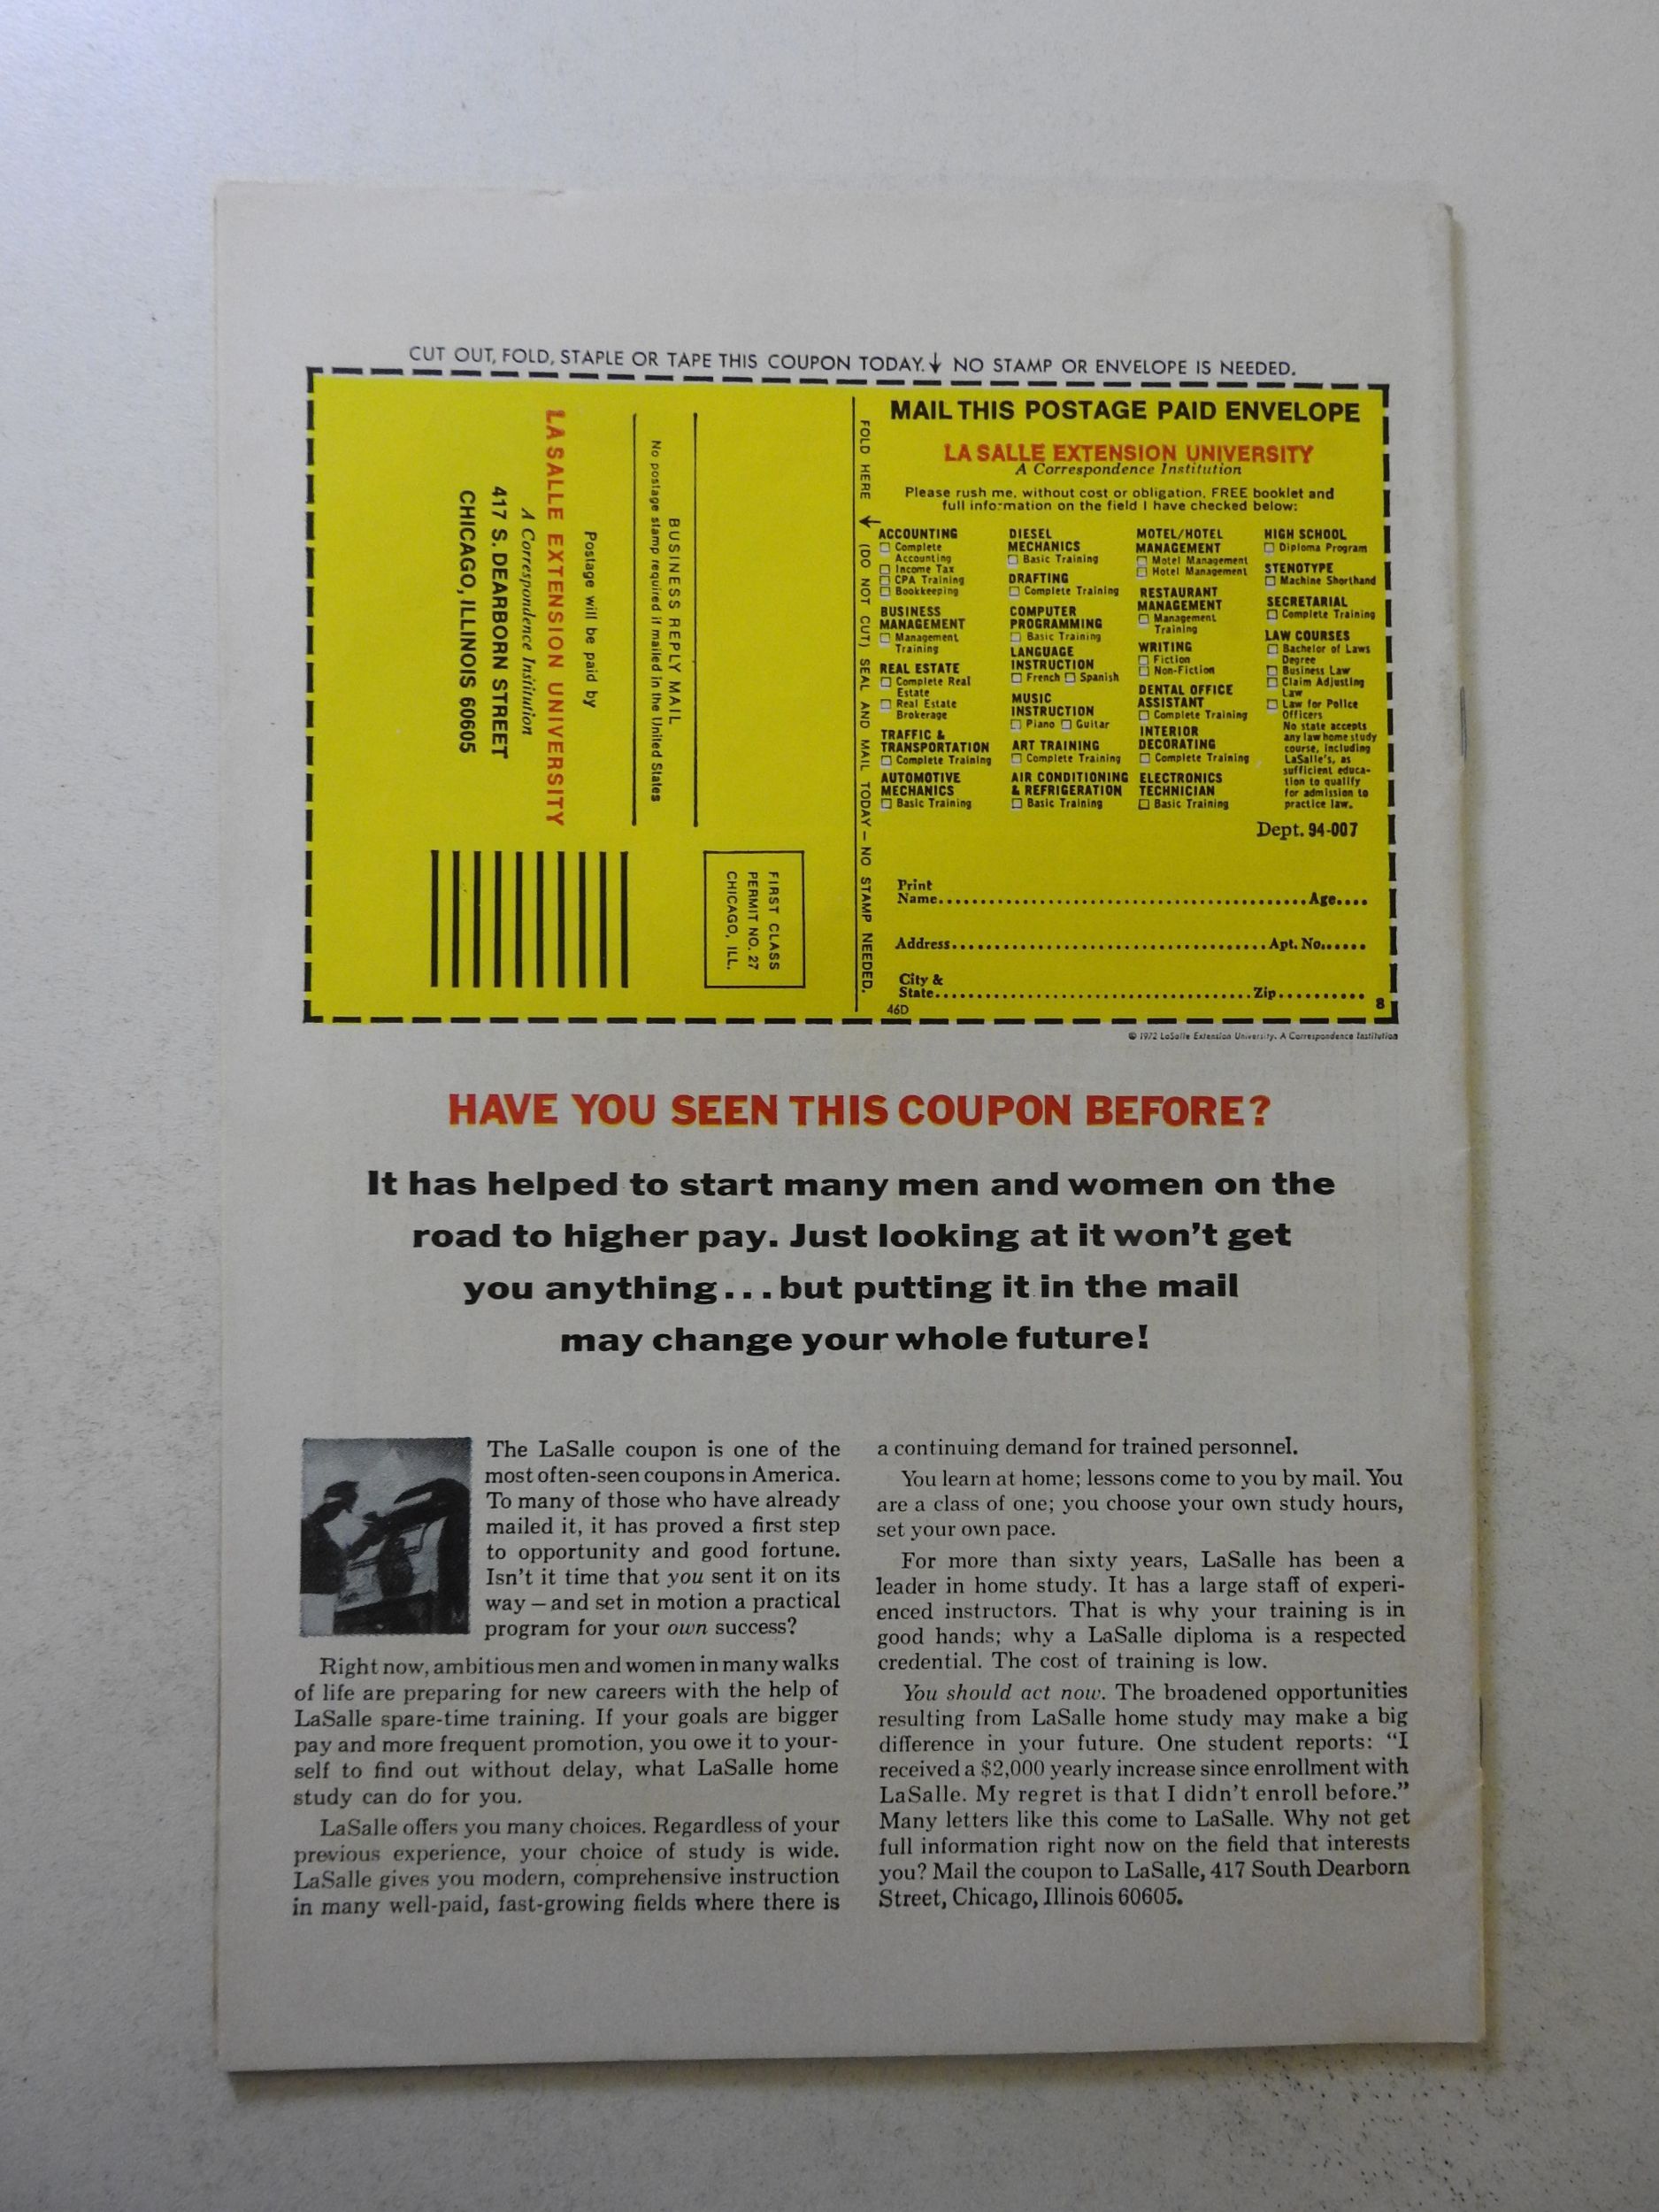 CUT OUT, FOLD, STAPLE OR TAPE THIS COUPON TODAY.↓ NO STAMP OR ENVELOPE IS NEEDED.
LA SALLE EXTENSION UNIVERSITY
A Correspondence Institution
417 S. DEARBORN STREET
CHICAGO, ILLINOIS 60605
Postage will be paid by
No postage stamp required if mailed in the United States
BUSINESS REPLY MAIL
FIRST CLASS
PERMIT NO. 27
CHICAGO, ILL.
FOLD HERE ↓ (DO NOT CUT) SEAL AND MAIL TODAY — NO STAMP NEEDED.
MAIL THIS POSTAGE PAID ENVELOPE
LA SALLE EXTENSION UNIVERSITY
A Correspondence Institution
Please rush me, without cost or obligation, FREE booklet and
full information on the field I have checked below:
ACCOUNTING
☐ Complete
Accounting
☐ Income Tax
☐ CPA Training
☐ Bookkeeping
BUSINESS
MANAGEMENT
☐ Management
Training
REAL ESTATE
☐ Complete Real
Estate
☐ Real Estate
Brokerage
TRAFFIC &
TRANSPORTATION
☐ Complete Training
AUTOMOTIVE
MECHANICS
☐ Basic Training
DIESEL
MECHANICS
☐ Basic Training
DRAFTING
☐ Complete Training
COMPUTER
PROGRAMMING
☐ Basic Training
LANGUAGE
INSTRUCTION
☐ French ☐ Spanish
MUSIC
INSTRUCTION
☐ Piano ☐ Guitar
ART TRAINING
☐ Complete Training
AIR CONDITIONING
& REFRIGERATION
☐ Basic Training
MOTEL/HOTEL
MANAGEMENT
☐ Motel Management
☐ Hotel Management
RESTAURANT
MANAGEMENT
☐ Management
Training
WRITING
☐ Fiction
☐ Non-Fiction
DENTAL OFFICE
ASSISTANT
☐ Complete Training
INTERIOR
DECORATING
☐ Complete Training
ELECTRONICS
TECHNICIAN
☐ Basic Training
HIGH SCHOOL
☐ Diploma Program
STENOTYPE
☐ Machine Shorthand
SECRETARIAL
☐ Complete Training
LAW COURSES
☐ Bachelor of Laws
Degree
☐ Business Law
☐ Claim Adjusting
Law
☐ Law for Police
Officers
No state accepts
any law home study
course, including
LaSalle's, as
sufficient educa-
tion to qualify
for admission to
practice law.
Dept. 94-007
Print
Name.......................................Age....
Address..................................Apt. No......
City &
State..................................Zip..........
46D 8
© 1972 LaSalle Extension University. A Correspondence Institution
HAVE YOU SEEN THIS COUPON BEFORE?
It has helped to start many men and women on the
road to higher pay. Just looking at it won't get
you anything...but putting it in the mail
may change your whole future!
The LaSalle coupon is one of the
most often-seen coupons in America.
To many of those who have already
mailed it, it has proved a first step
to opportunity and good fortune.
Isn't it time that you sent it on its
way — and set in motion a practical
program for your own success?
Right now, ambitious men and women in many walks
of life are preparing for new careers with the help of
LaSalle spare-time training. If your goals are bigger
pay and more frequent promotion, you owe it to your-
self to find out without delay, what LaSalle home
study can do for you.
LaSalle offers you many choices. Regardless of your
previous experience, your choice of study is wide.
LaSalle gives you modern, comprehensive instruction
in many well-paid, fast-growing fields where there is
a continuing demand for trained personnel.
You learn at home; lessons come to you by mail. You
are a class of one; you choose your own study hours,
set your own pace.
For more than sixty years, LaSalle has been a
leader in home study. It has a large staff of experi-
enced instructors. That is why your training is in
good hands; why a LaSalle diploma is a respected
credential. The cost of training is low.
You should act now. The broadened opportunities
resulting from LaSalle home study may make a big
difference in your future. One student reports: "I
received a $2,000 yearly increase since enrollment with
LaSalle. My regret is that I didn't enroll before."
Many letters like this come to LaSalle. Why not get
full information right now on the field that interests
you? Mail the coupon to LaSalle, 417 South Dearborn
Street, Chicago, Illinois 60605.